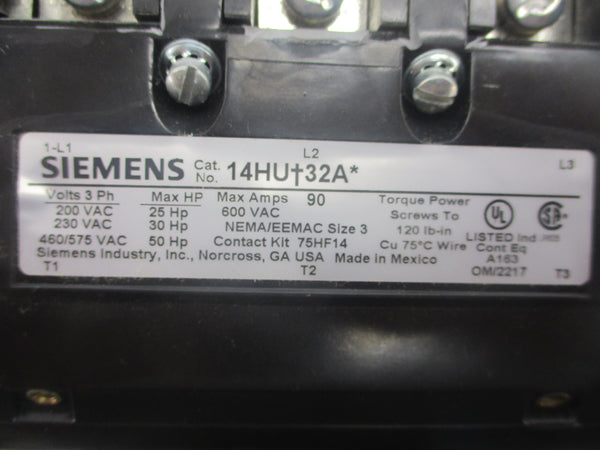 1-L1 L2 L3
SIEMENS Cat. No. 14HU†32A*
Volts 3 Ph Max HP Max Amps 90 Torque Power
200 VAC 25 Hp 600 VAC Screws To
230 VAC 30 Hp NEMA/EEMAC Size 3 120 lb-in LISTED Ind
460/575 VAC 50 Hp Contact Kit 75HF14 Cu 75°C Wire Cont Eq
Siemens Industry, Inc., Norcross, GA USA Made in Mexico A163
T1 T2 OM/2217 T3
UL